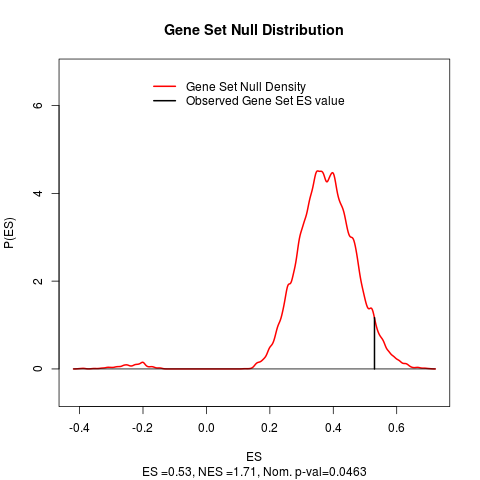 Gene Set Null Distribution
Gene Set Null Density
Observed Gene Set ES value
P(ES)
6
4
2
0
-0.4 -0.2 0.0 0.2 0.4 0.6
ES
ES =0.53, NES =1.71, Nom. p-val=0.0463